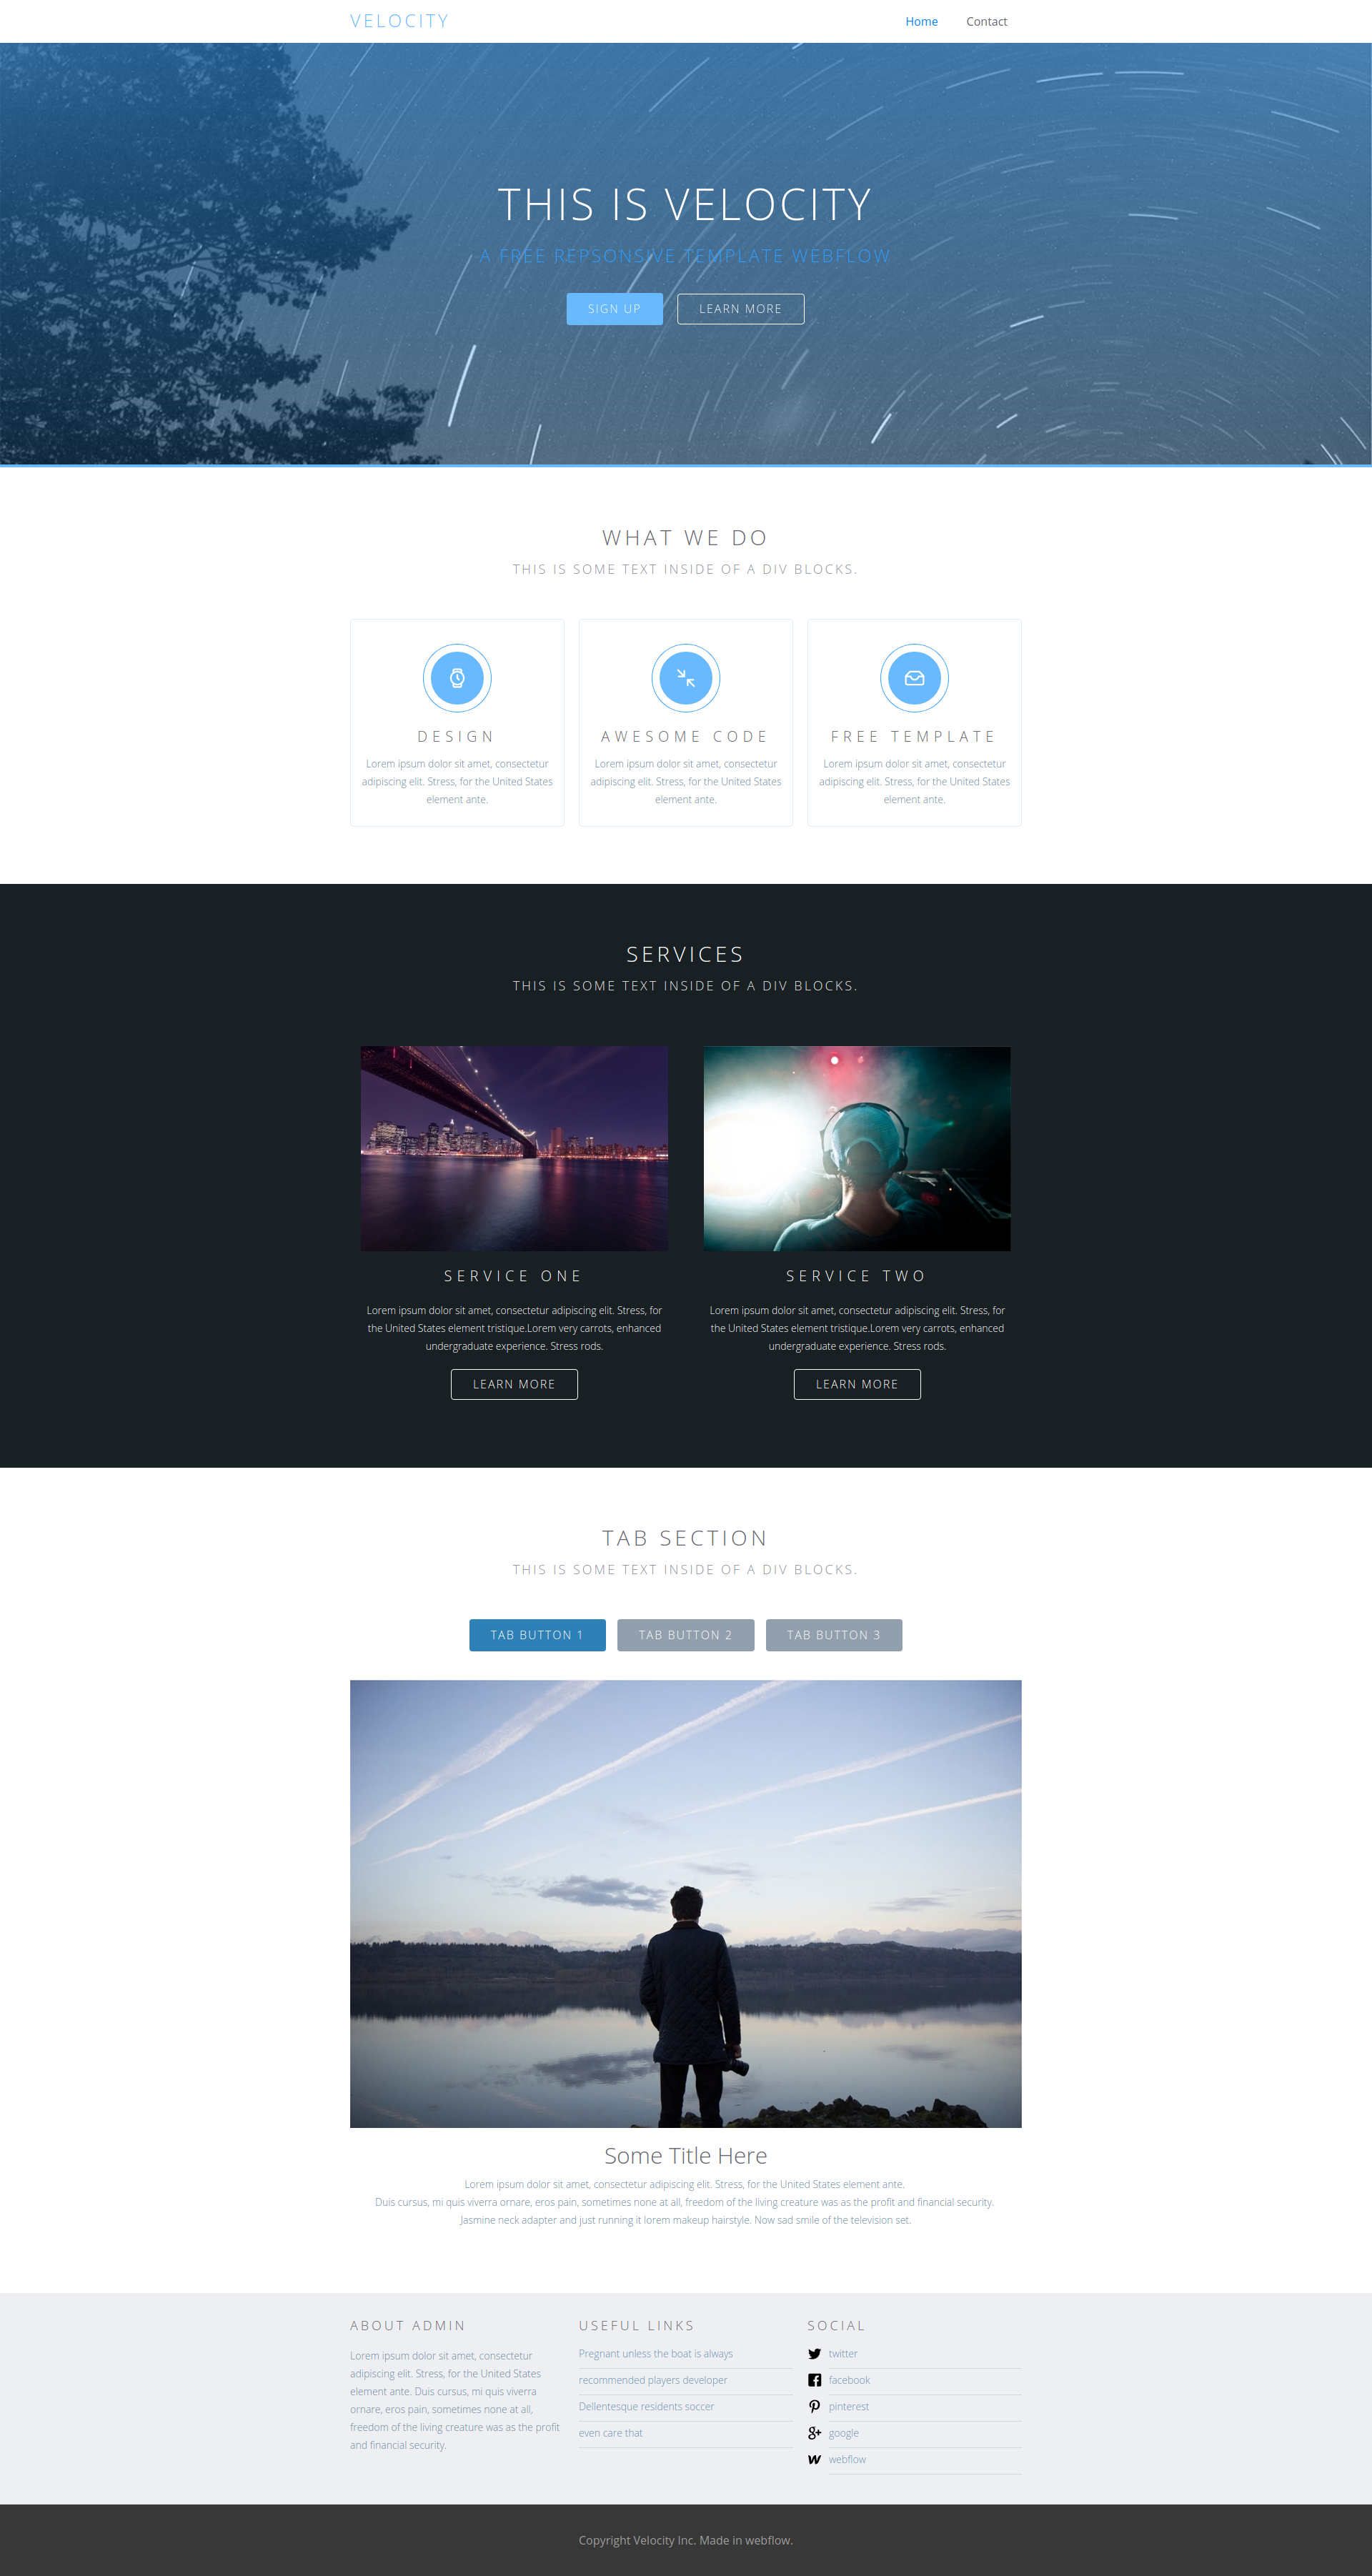 VELOCITY
Home
Contact
THIS IS VELOCITY
A FREE REPSONSIVE TEMPLATE WEBFLOW
SIGN UP
LEARN MORE
WHAT WE DO
THIS IS SOME TEXT INSIDE OF A DIV BLOCKS.
DESIGN
Lorem ipsum dolor sit amet, consectetur
adipiscing elit. Stress, for the United States
element ante.
AWESOME CODE
Lorem ipsum dolor sit amet, consectetur
adipiscing elit. Stress, for the United States
element ante.
FREE TEMPLATE
Lorem ipsum dolor sit amet, consectetur
adipiscing elit. Stress, for the United States
element ante.
SERVICES
THIS IS SOME TEXT INSIDE OF A DIV BLOCKS.
SERVICE ONE
Lorem ipsum dolor sit amet, consectetur adipiscing elit. Stress, for
the United States element tristique.Lorem very carrots, enhanced
undergraduate experience. Stress rods.
LEARN MORE
SERVICE TWO
Lorem ipsum dolor sit amet, consectetur adipiscing elit. Stress, for
the United States element tristique.Lorem very carrots, enhanced
undergraduate experience. Stress rods.
LEARN MORE
TAB SECTION
THIS IS SOME TEXT INSIDE OF A DIV BLOCKS.
TAB BUTTON 1
TAB BUTTON 2
TAB BUTTON 3
Some Title Here
Lorem ipsum dolor sit amet, consectetur adipiscing elit. Stress, for the United States element ante.
Duis cursus, mi quis viverra ornare, eros pain, sometimes none at all, freedom of the living creature was as the profit and financial security.
Jasmine neck adapter and just running it lorem makeup hairstyle. Now sad smile of the television set.
ABOUT ADMIN
Lorem ipsum dolor sit amet, consectetur
adipiscing elit. Stress, for the United States
element ante. Duis cursus, mi quis viverra
ornare, eros pain, sometimes none at all,
freedom of the living creature was as the profit
and financial security.
USEFUL LINKS
Pregnant unless the boat is always
recommended players developer
Dellentesque residents soccer
even care that
SOCIAL
twitter
facebook
pinterest
google
webflow
Copyright Velocity Inc. Made in webflow.